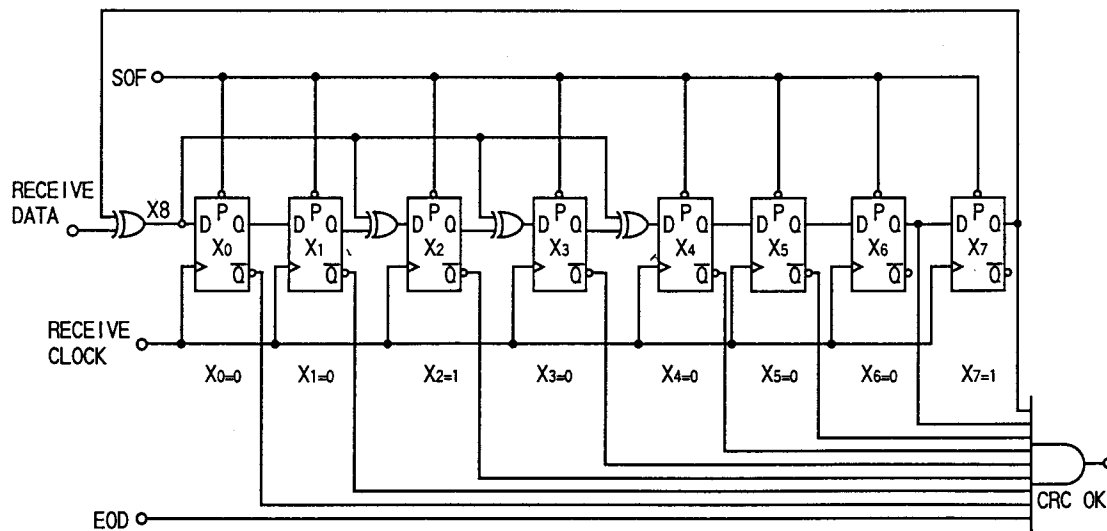 SOF
RECEIVE
DATA
X8
D P Q
X0
Q
D P Q
X1
Q
D P Q
X2
Q
D P Q
X3
Q
D P Q
X4
Q
D P Q
X5
Q
D P Q
X6
Q
D P Q
X7
Q
RECEIVE
CLOCK
X0=0 X1=0 X2=1 X3=0 X4=0 X5=0 X6=0 X7=1
CRC OK
EOD